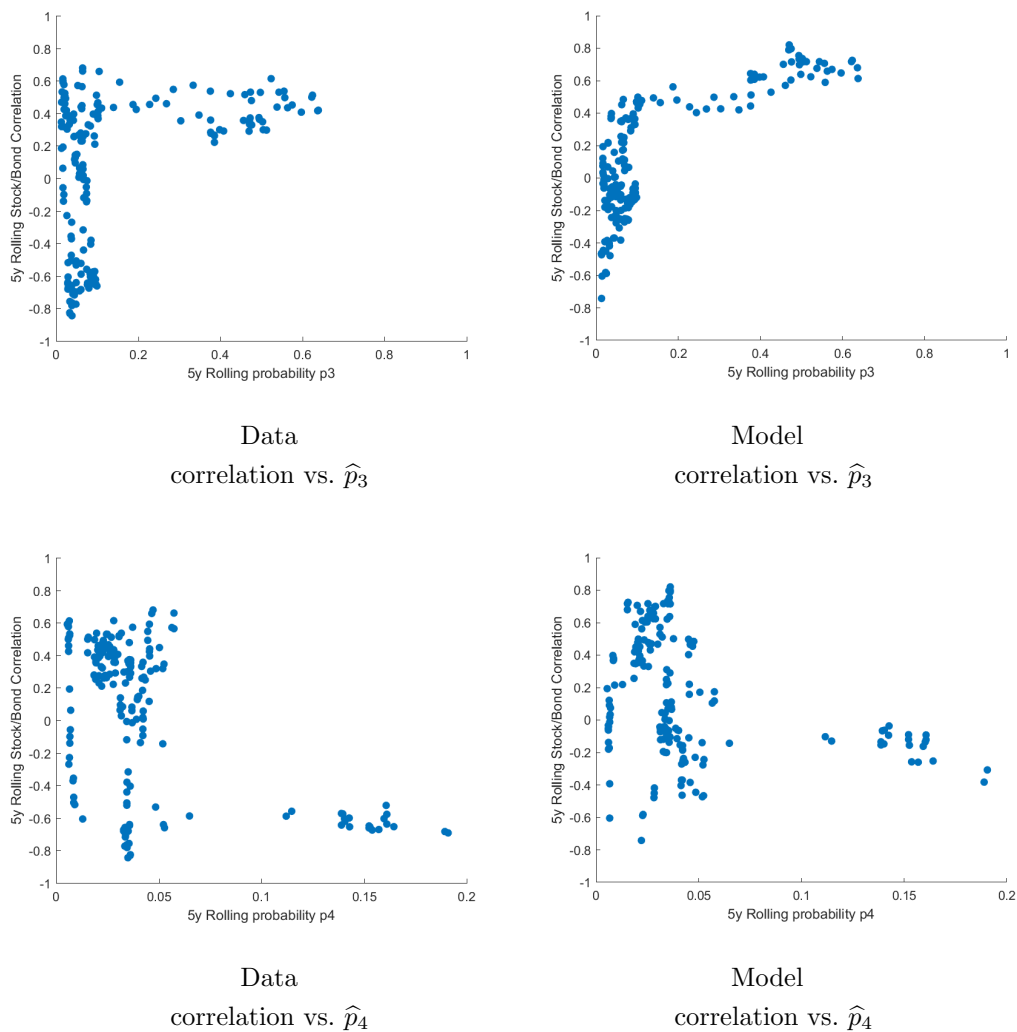 1
0.8
0.6
0.4
0.2
0
-0.2
-0.4
-0.6
-0.8
-1
0 0.2 0.4 0.6 0.8 1
5y Rolling Stock/Bond Correlation
5y Rolling probability p3
Data
correlation vs. p̂₃
1
0.8
0.6
0.4
0.2
0
-0.2
-0.4
-0.6
-0.8
-1
0 0.2 0.4 0.6 0.8 1
5y Rolling Stock/Bond Correlation
5y Rolling probability p3
Model
correlation vs. p̂₃
1
0.8
0.6
0.4
0.2
0
-0.2
-0.4
-0.6
-0.8
-1
0 0.05 0.1 0.15 0.2
5y Rolling Stock/Bond Correlation
5y Rolling probability p4
Data
correlation vs. p̂₄
1
0.8
0.6
0.4
0.2
0
-0.2
-0.4
-0.6
-0.8
-1
0 0.05 0.1 0.15 0.2
5y Rolling Stock/Bond Correlation
5y Rolling probability p4
Model
correlation vs. p̂₄